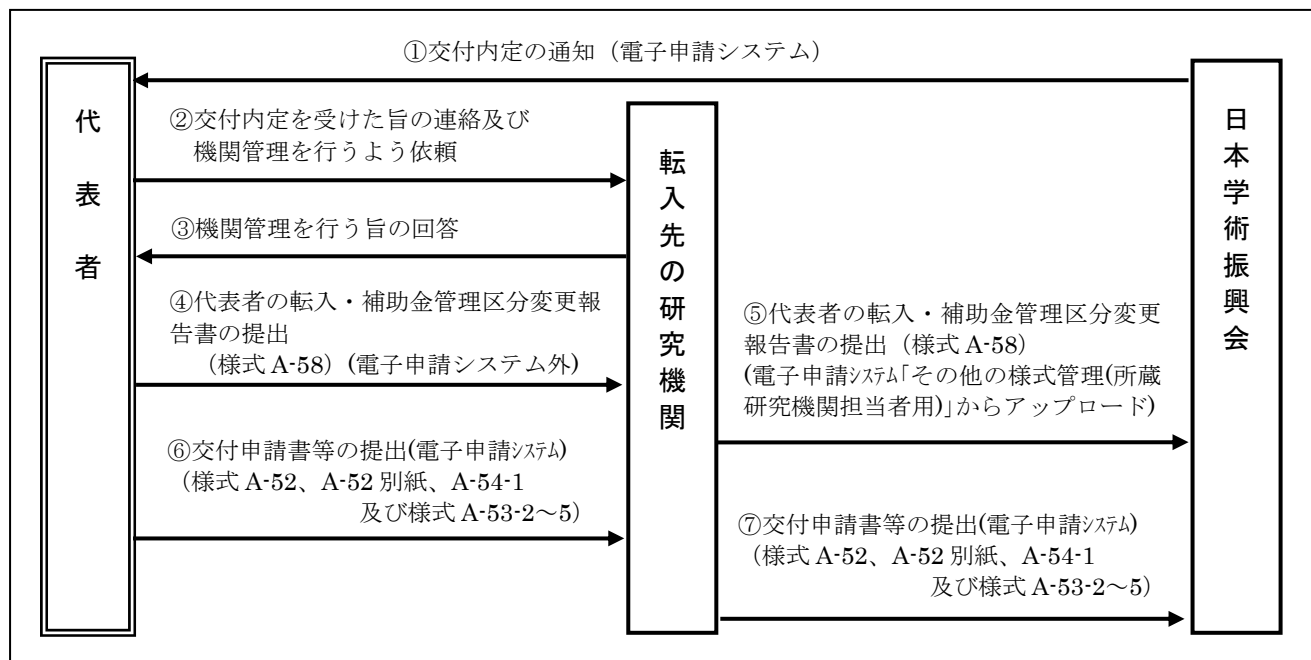 ①交付内定の通知（電子申請システム）
代表者
②交付内定を受けた旨の連絡及び
機関管理を行うよう依頼
③機関管理を行う旨の回答
④代表者の転入・補助金管理区分変更報
告書の提出
（様式 A-58）(電子申請システム外)
⑥交付申請書等の提出(電子申請ｼｽﾃﾑ)
（様式 A-52、A-52 別紙、A-54-1
及び様式 A-53-2～5）
転入先の研究機関
⑤代表者の転入・補助金管理区分変更
報告書の提出（様式 A-58）
(電子申請ｼｽﾃﾑ｢その他の様式管理(所蔵
研究機関担当者用)｣からアップロード)
⑦交付申請書等の提出(電子申請ｼｽﾃﾑ)
（様式 A-52、A-52 別紙、A-54-1
及び様式 A-53-2～5）
日本学術振興会